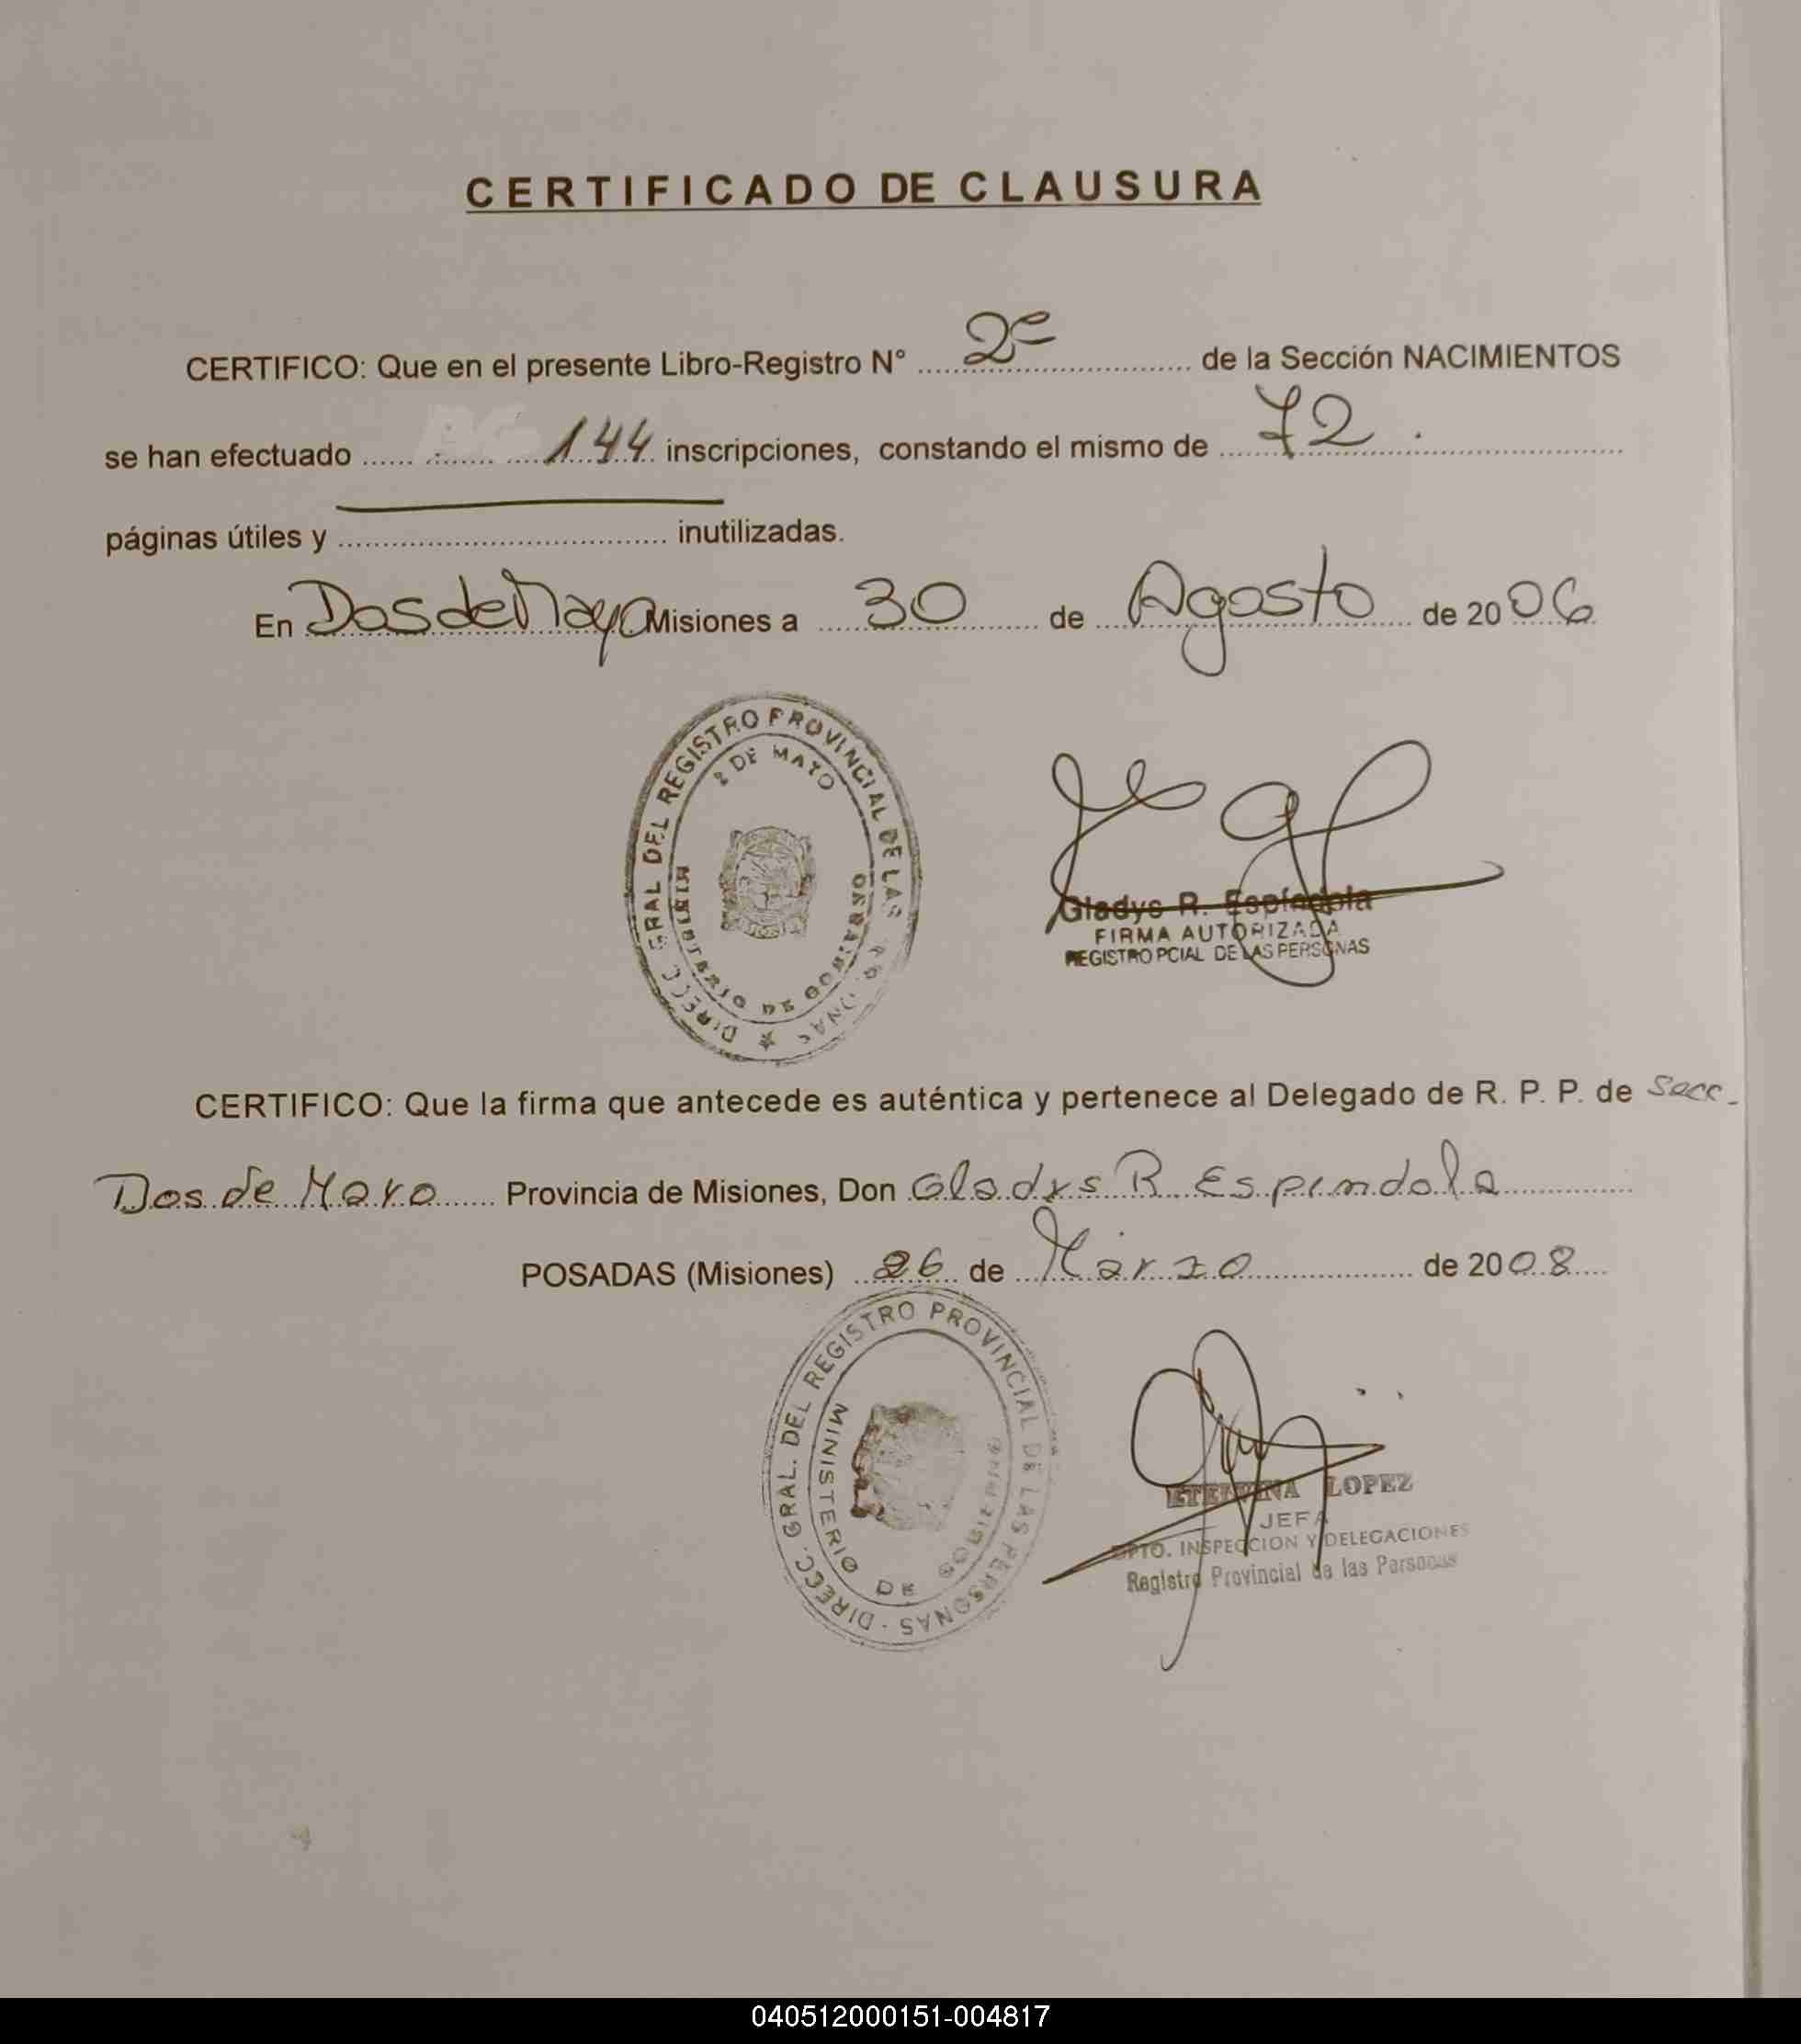 CERTIFICADO DE CLAUSURA
CERTIFICO: Que en el presente Libro-Registro N° 2º de la Sección NACIMIENTOS
se han efectuado 144 inscripciones, constando el mismo de 72
páginas útiles y inutilizadas.
En Dos de Mayo Misiones a 30 de Agosto de 2006
DIRECC GRAL DEL REGISTRO PROVINCIAL DE LAS
2 DE MAYO
MINISTERIO DE GOBIERNO
Gladys R. Espíndola
FIRMA AUTORIZADA
REGISTRO PCIAL DE LAS PERSONAS
CERTIFICO: Que la firma que antecede es auténtica y pertenece al Delegado de R. P. P. de Secc.
Dos de Mayo Provincia de Misiones, Don Gladys R Espindola
POSADAS (Misiones) 26 de Marzo de 2008
DIRECC. GRAL. DEL REGISTRO PROVINCIAL DE LAS PERSONAS
MINISTERIO DE GOBIERNO
ETELVINA LOPEZ
JEFA
DPTO. INSPECCION Y DELEGACIONES
Registro Provincial de las Personas
040512000151-004817